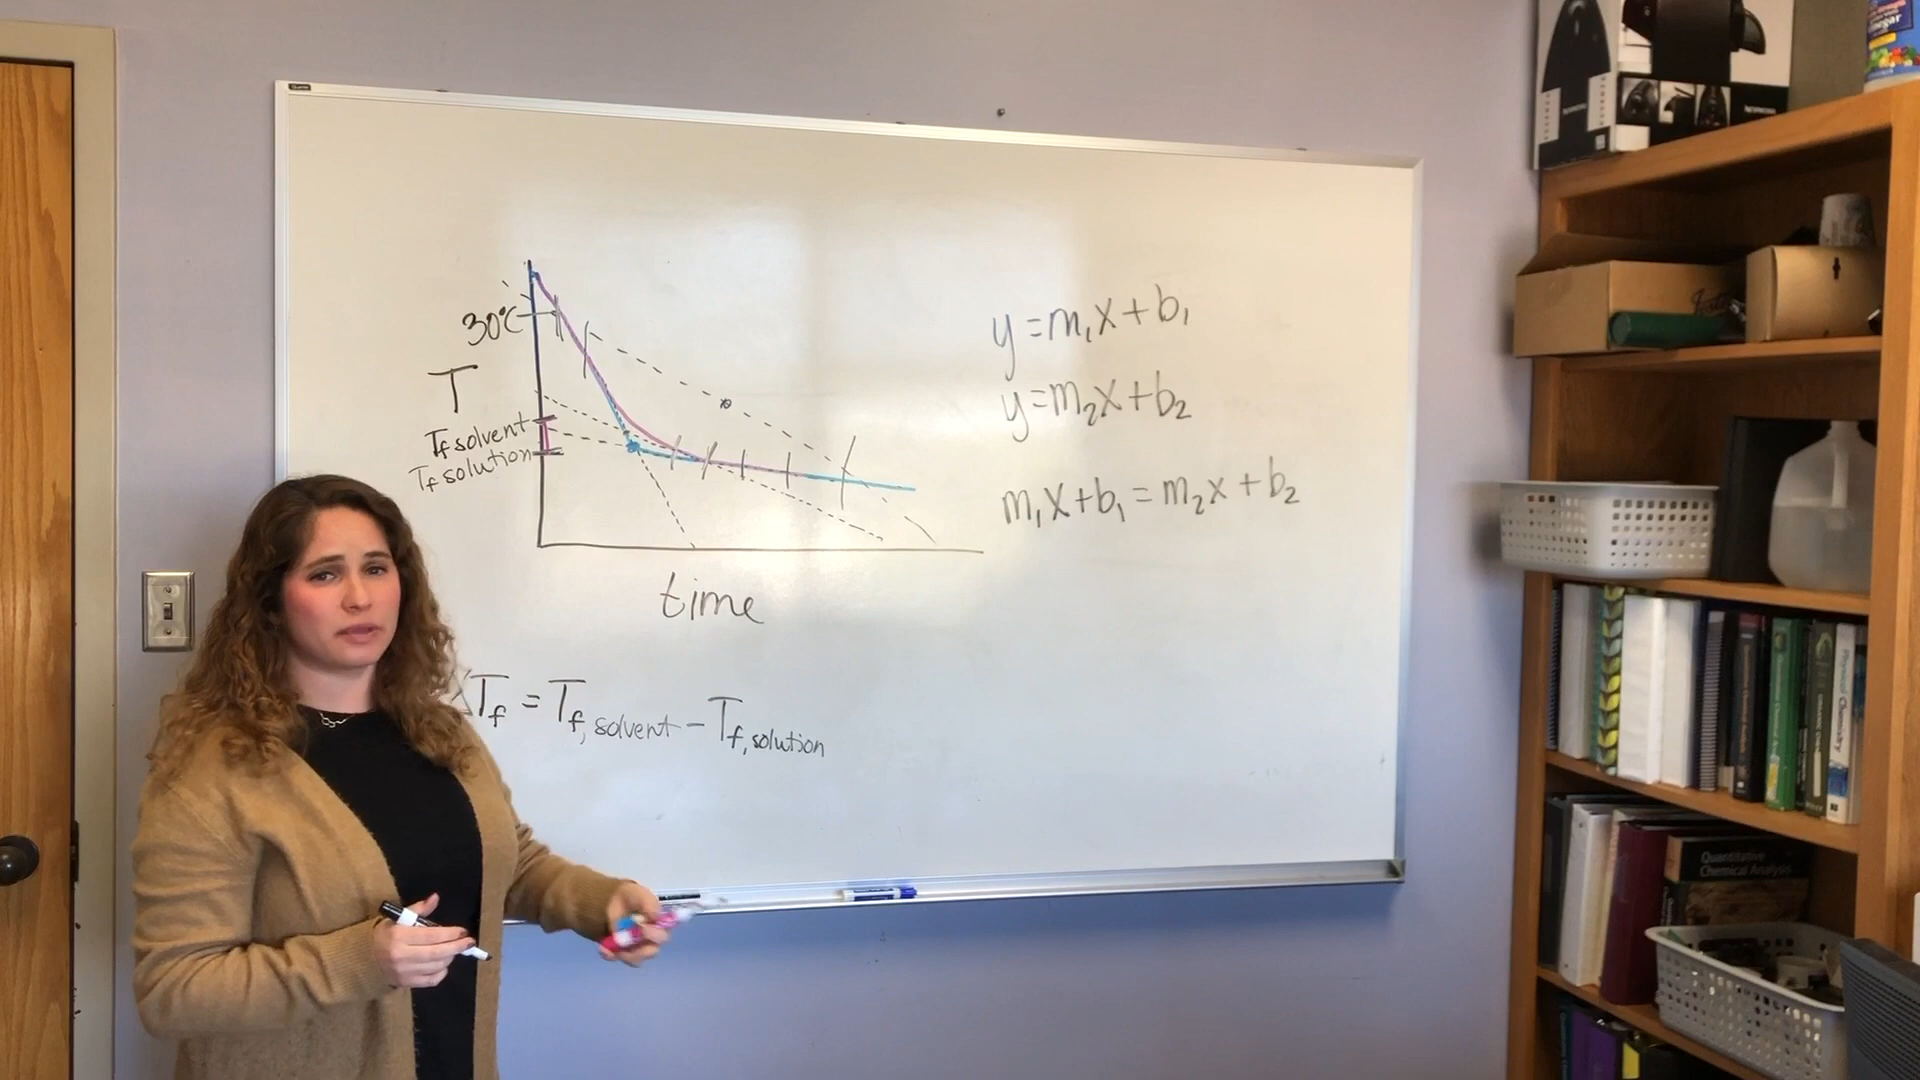 30°C
T
Tf solvent
Tf solution
time
y = m₁x + b₁
y = m₂x + b₂
m₁x + b₁ = m₂x + b₂
ΔTf = Tf, solvent − Tf, solution
Quantitative
Chemical Analysis
Physical Chemistry